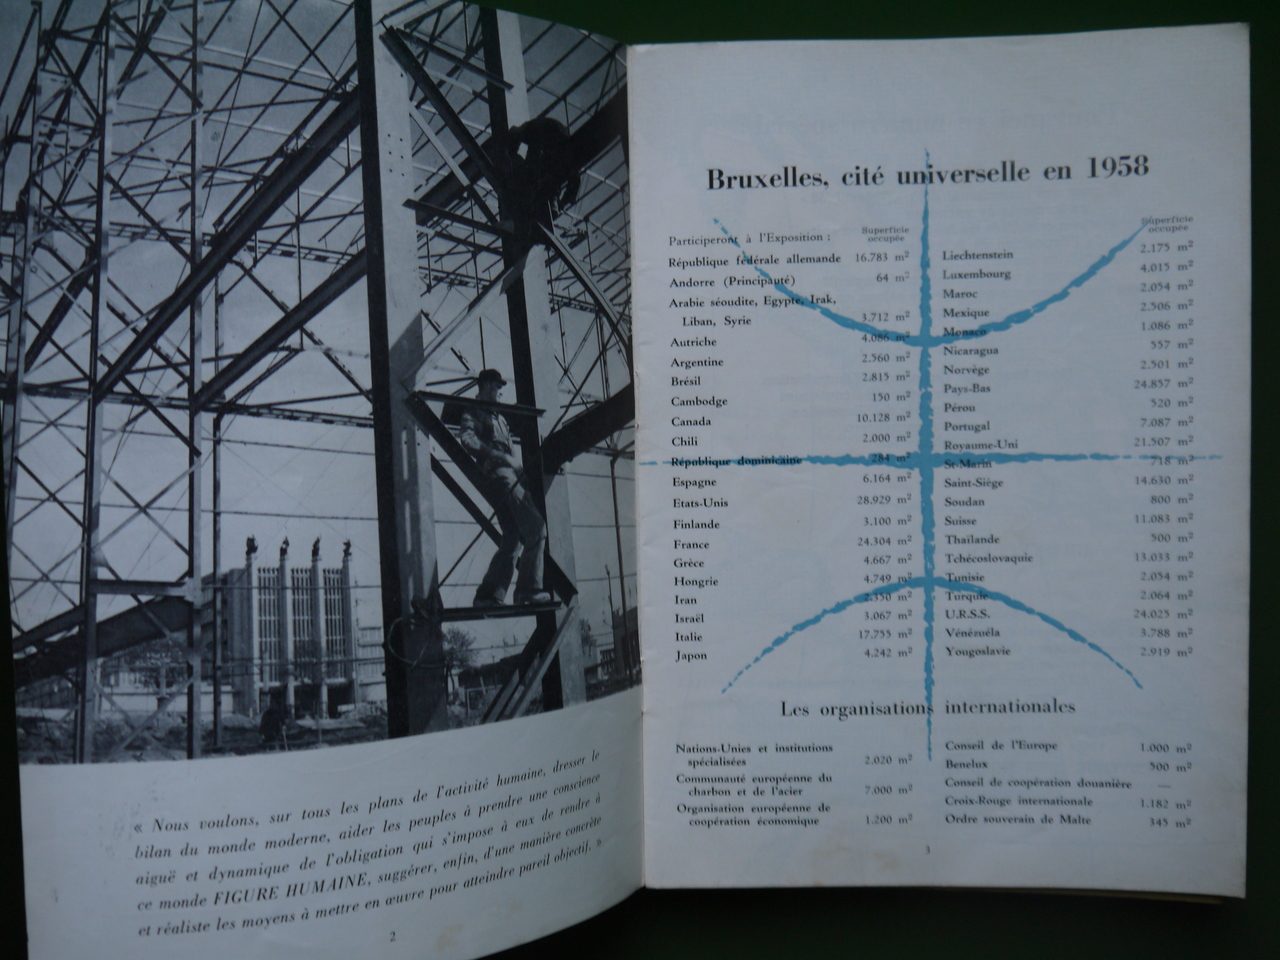 « Nous voulons, sur tous les plans de l'activité humaine, dresser le
bilan du monde moderne, aider les peuples à prendre une conscience
aiguë et dynamique de l'obligation qui s'impose à eux de rendre à
ce monde FIGURE HUMAINE, suggérer, enfin, d'une manière concrète
et réaliste les moyens à mettre en œuvre pour atteindre pareil objectif. »
2
Bruxelles, cité universelle en 1958
Participeront à l'Exposition : Superficie occupée
République fédérale allemande 16.783 m²
Andorre (Principauté) 64 m²
Arabie séoudite, Egypte, Irak,
Liban, Syrie 3.712 m²
Autriche 4.086 m²
Argentine 2.560 m²
Brésil 2.815 m²
Cambodge 150 m²
Canada 10.128 m²
Chili 2.000 m²
République dominicaine 284 m²
Espagne 6.164 m²
Etats-Unis 28.929 m²
Finlande 3.100 m²
France 24.304 m²
Grèce 4.667 m²
Hongrie 4.749 m²
Iran 2.350 m²
Israël 3.067 m²
Italie 17.755 m²
Japon 4.242 m²
Superficie occupée
Liechtenstein 2.175 m²
Luxembourg 4.015 m²
Maroc 2.054 m²
Mexique 2.506 m²
Monaco 1.086 m²
Nicaragua 557 m²
Norvège 2.501 m²
Pays-Bas 24.857 m²
Pérou 520 m²
Portugal 7.087 m²
Royaume-Uni 21.507 m²
St-Marin 718 m²
Saint-Siège 14.630 m²
Soudan 800 m²
Suisse 11.083 m²
Thaïlande 500 m²
Tchécoslovaquie 13.033 m²
Tunisie 2.054 m²
Turquie 2.064 m²
U.R.S.S. 24.025 m²
Vénézuéla 3.788 m²
Yougoslavie 2.919 m²
Les organisations internationales
Nations-Unies et institutions
spécialisées 2.020 m²
Communauté européenne du
charbon et de l'acier 7.000 m²
Organisation européenne de
coopération économique 1.200 m²
Conseil de l'Europe 1.000 m²
Benelux 500 m²
Conseil de coopération douanière —
Croix-Rouge internationale 1.182 m²
Ordre souverain de Malte 345 m²
3